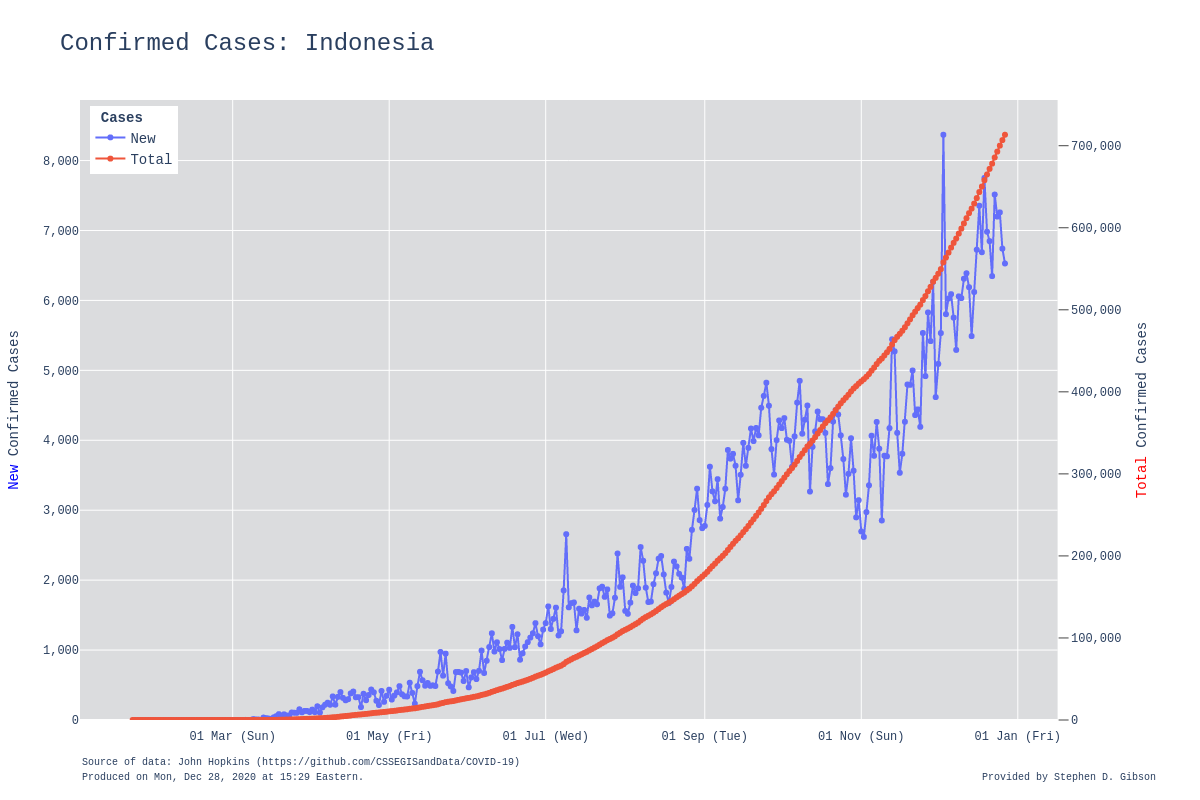 Confirmed Cases: Indonesia
Cases
New
Total
8,000
7,000
6,000
5,000
4,000
3,000
2,000
1,000
0
New Confirmed Cases
700,000
600,000
500,000
400,000
300,000
200,000
100,000
0
Total Confirmed Cases
01 Mar (Sun) 01 May (Fri) 01 Jul (Wed) 01 Sep (Tue) 01 Nov (Sun) 01 Jan (Fri)
Source of data: John Hopkins (https://github.com/CSSEGISandData/COVID-19)
Produced on Mon, Dec 28, 2020 at 15:29 Eastern.
Provided by Stephen D. Gibson